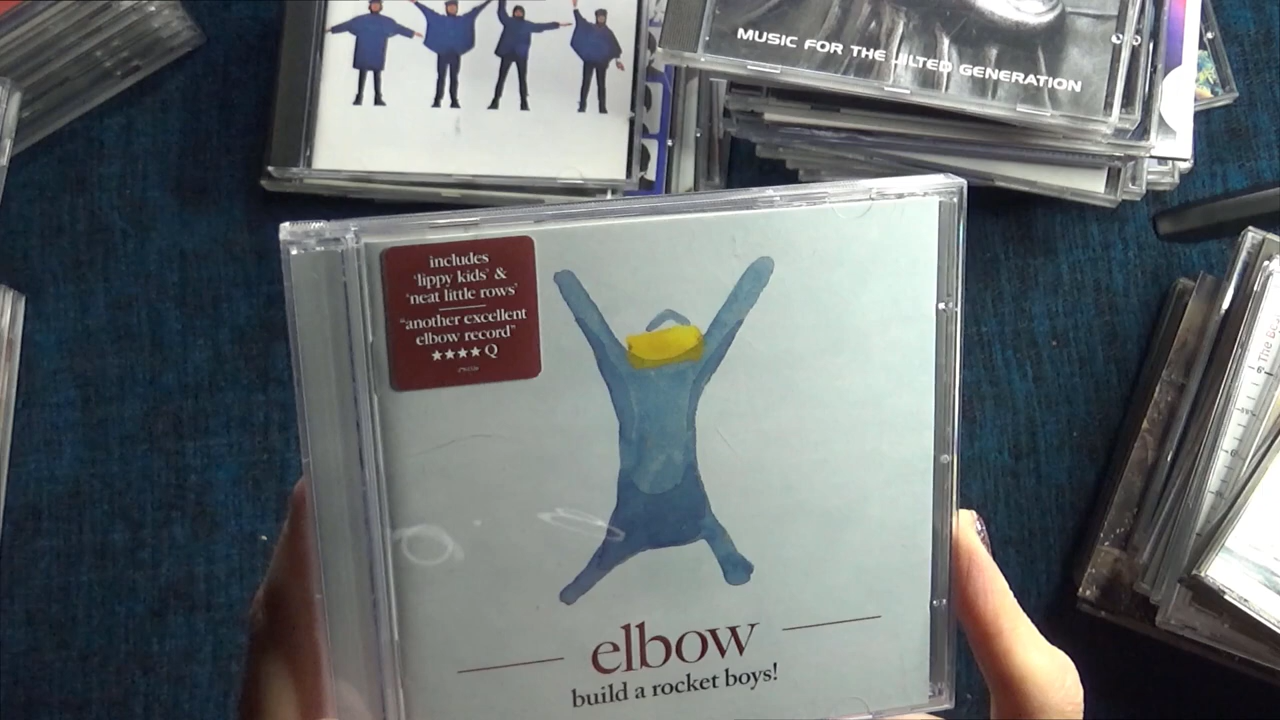 MUSIC FOR THE JILTED GENERATION
includes
'lippy kids' &
'neat little rows'
"another excellent
elbow record"
★★★★ Q
elbow
build a rocket boys!